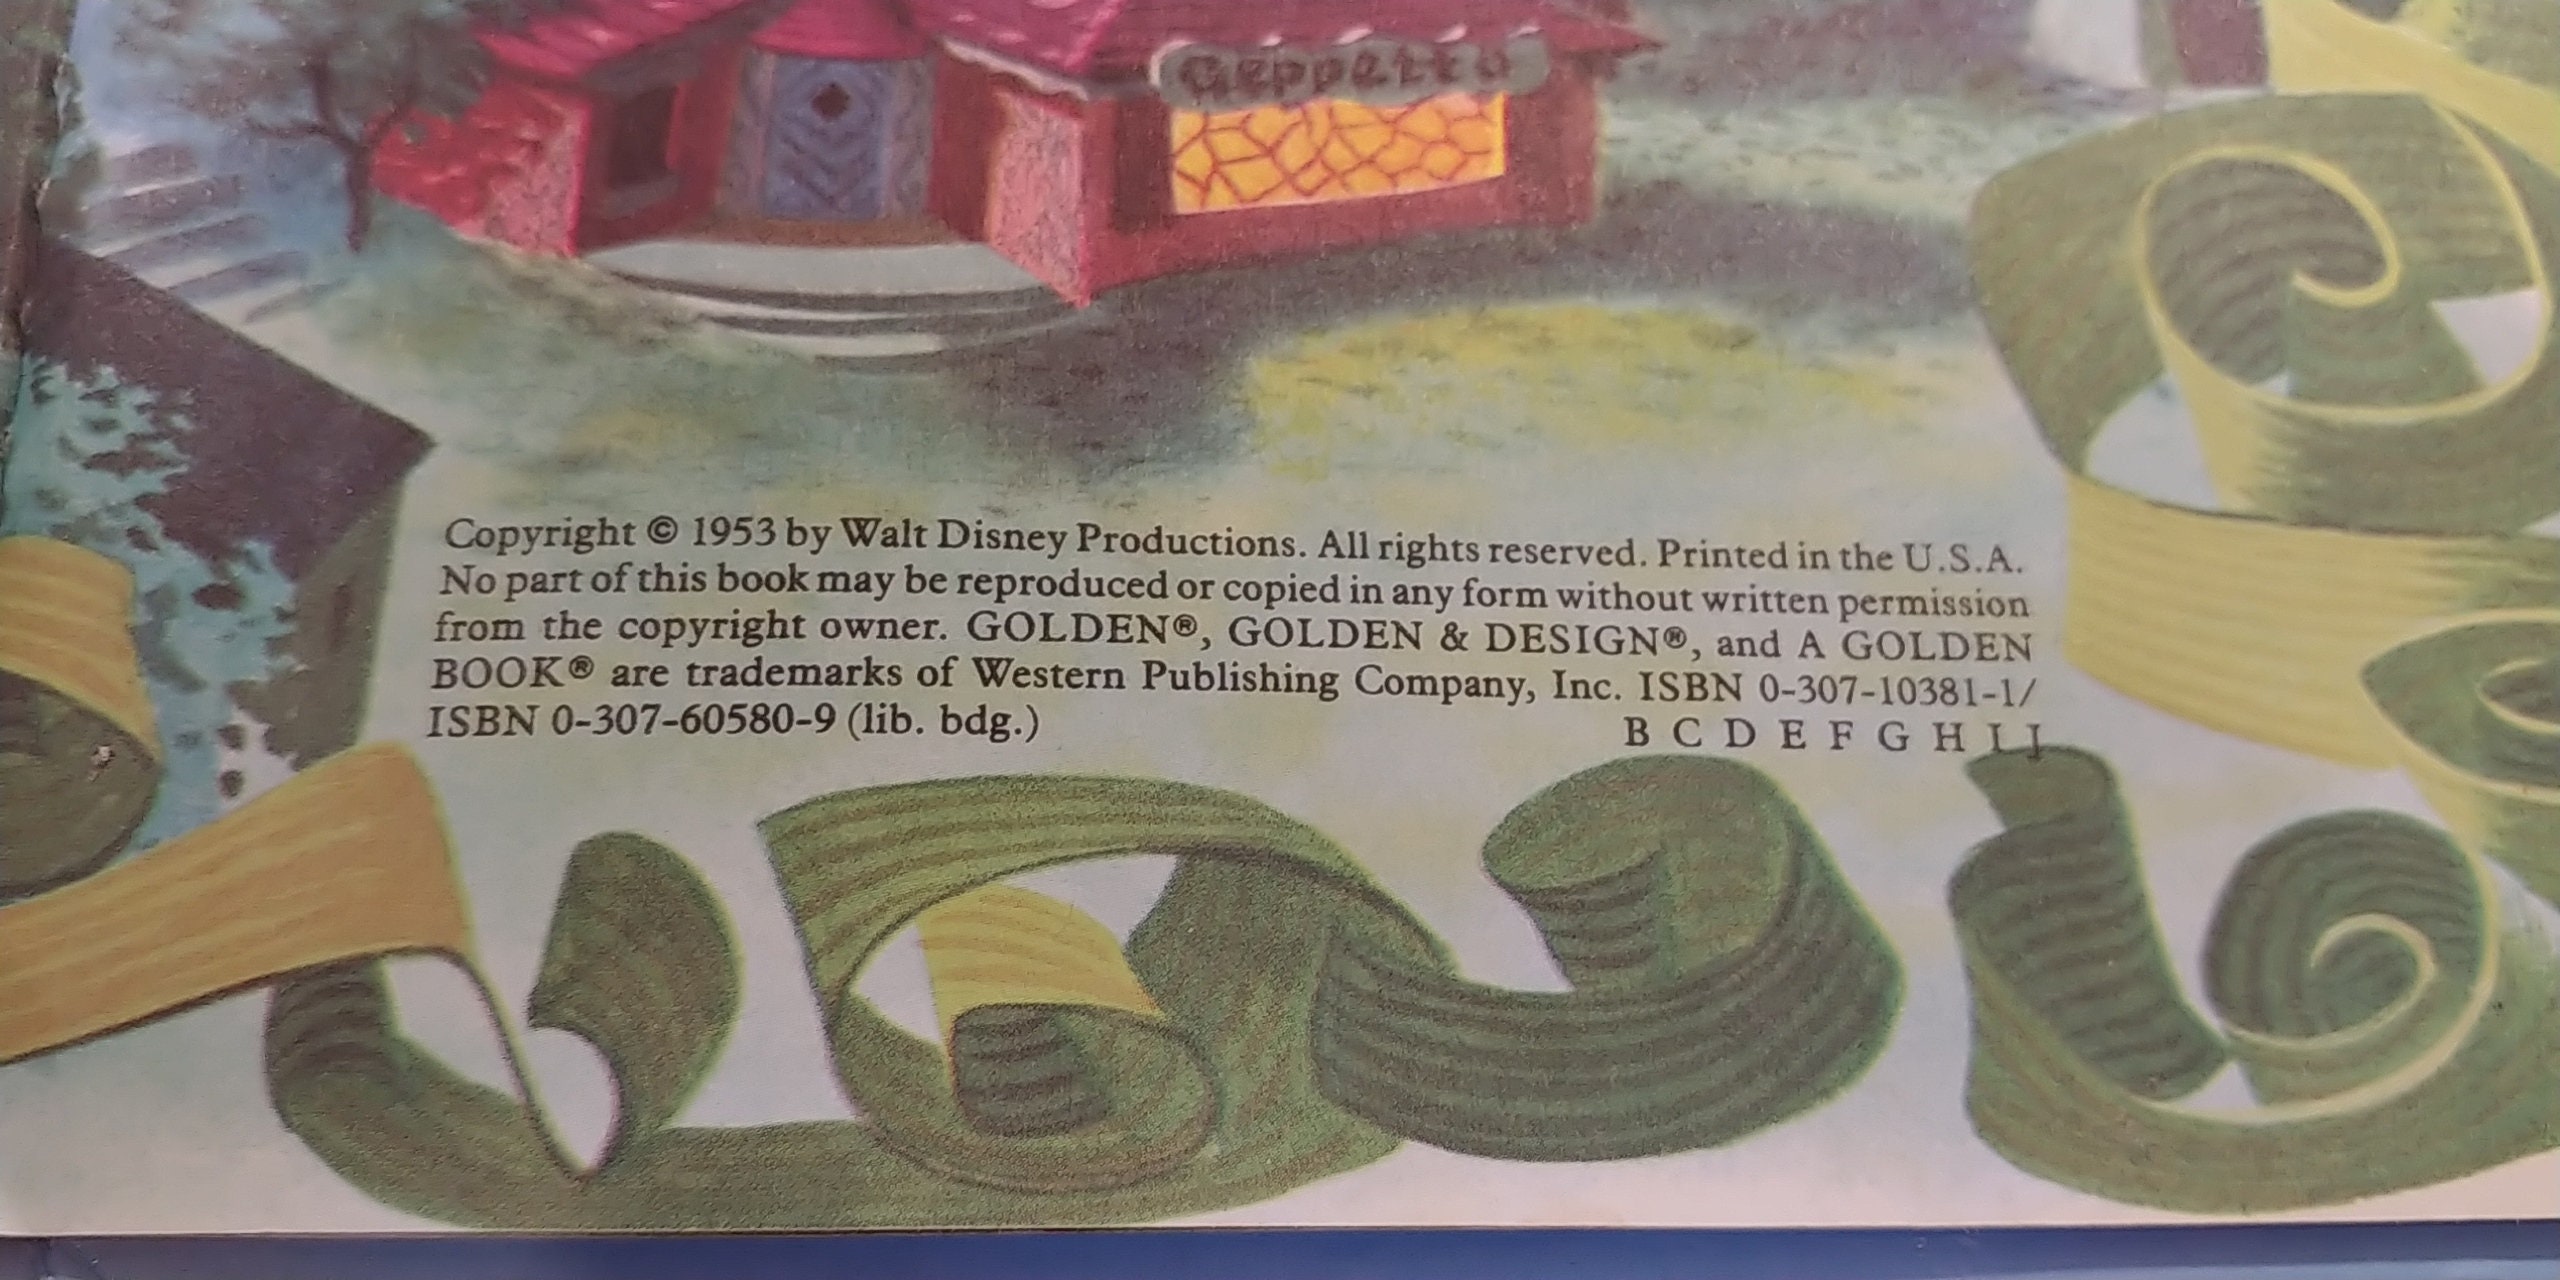 Geppetto
Copyright © 1953 by Walt Disney Productions. All rights reserved. Printed in the U.S.A.
No part of this book may be reproduced or copied in any form without written permission
from the copyright owner. GOLDEN®, GOLDEN & DESIGN®, and A GOLDEN
BOOK® are trademarks of Western Publishing Company, Inc. ISBN 0-307-10381-1/
ISBN 0-307-60580-9 (lib. bdg.) B C D E F G H I J